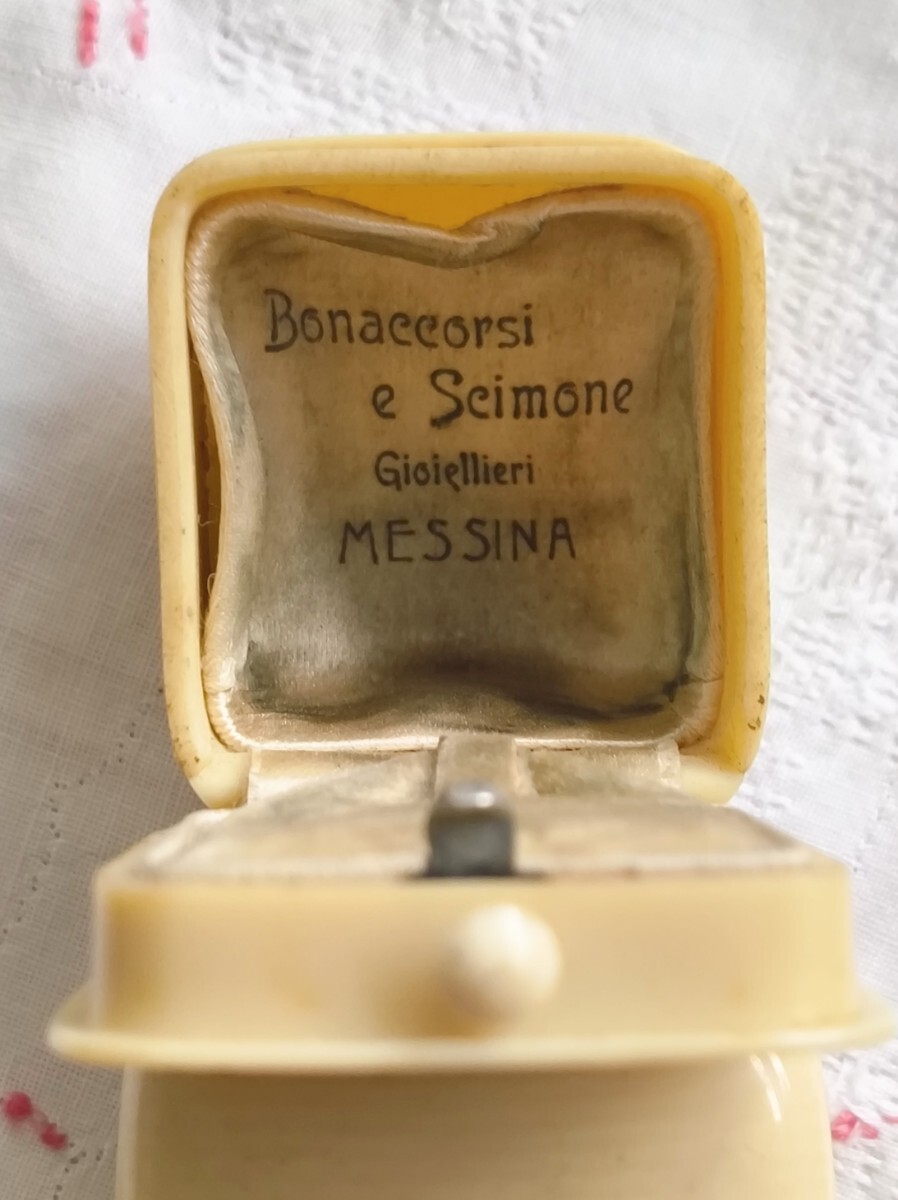 Bonaccorsi
e Scimone
Gioiellieri
MESSINA